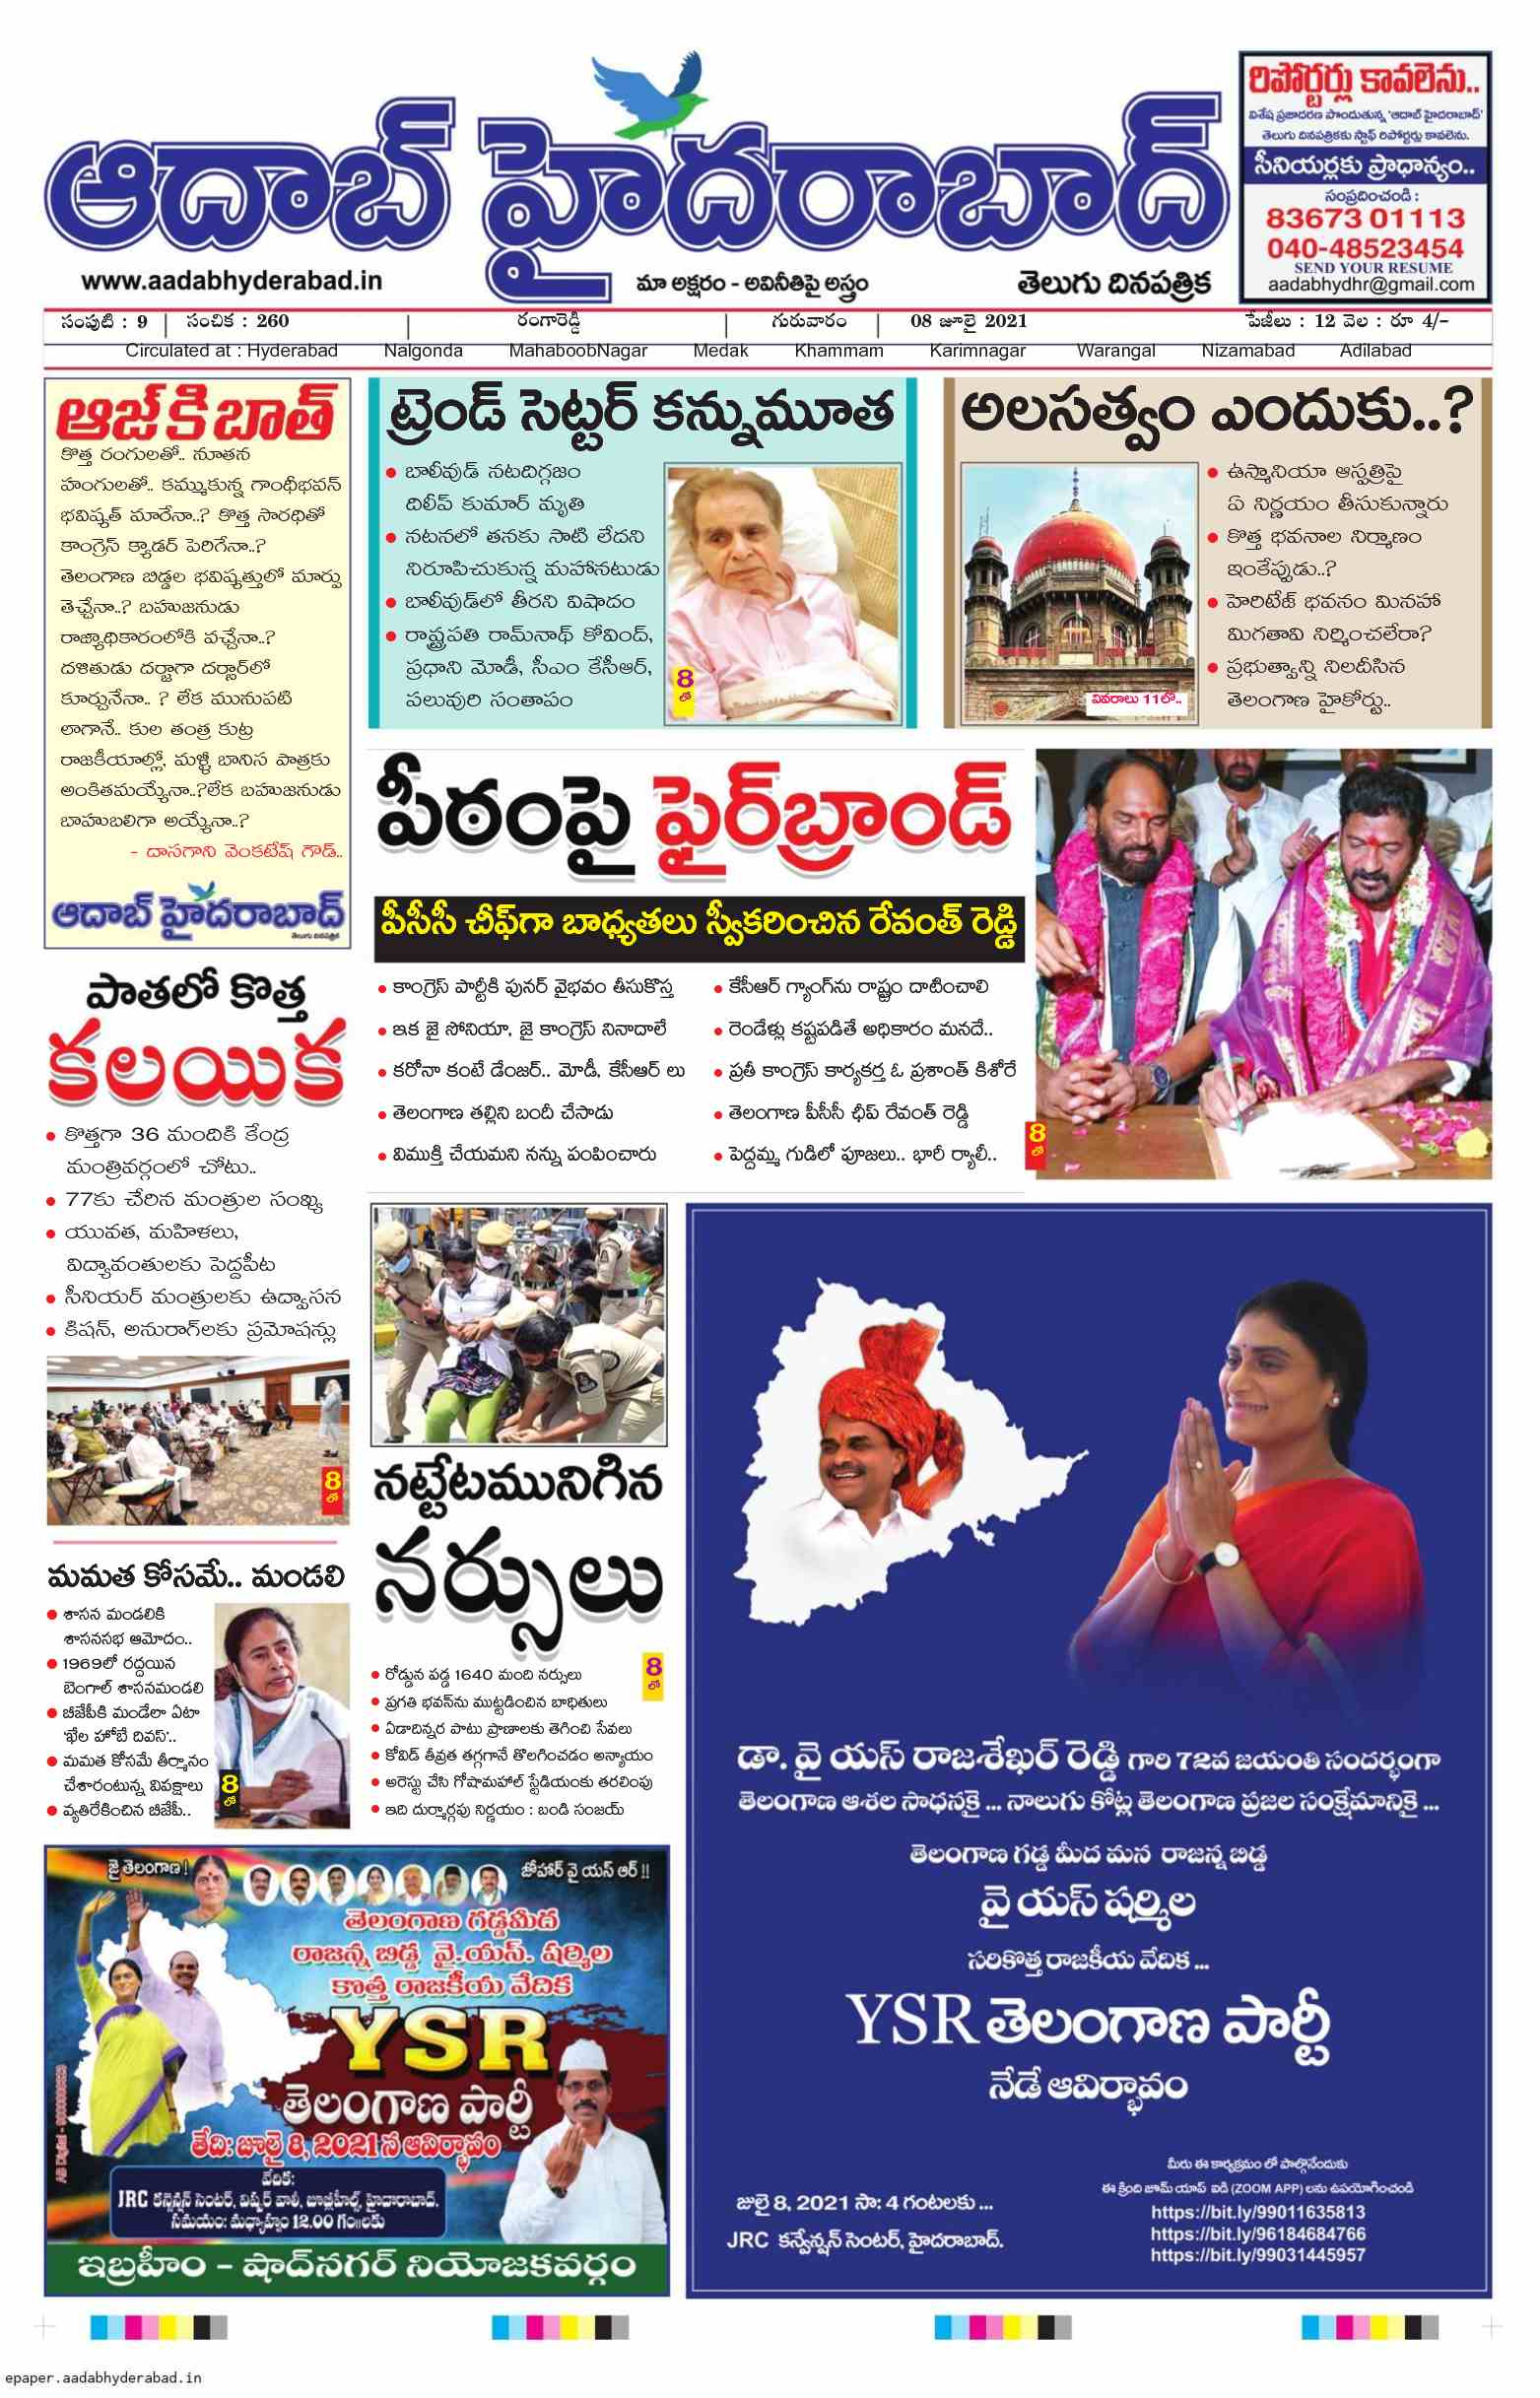 ఆదాబ్ హైదరాబాద్
www.aadabhyderabad.in
మా అక్షరం - అవినీతిపై అస్త్రం
తెలుగు దినపత్రిక
రిపోర్టర్లు కావలెను..
విశేష ప్రజాదరణ పొందుతున్న 'ఆదాబ్ హైదరాబాద్'
తెలుగు దినపత్రికకు స్టాఫ్ రిపోర్టర్లు కావలెను.
సీనియర్లకు ప్రాధాన్యం..
సంప్రదించండి :
83673 01113
040-48523454
SEND YOUR RESUME
aadabhydhr@gmail.com
సంపుటి : 9 | సంచిక : 260 | రంగారెడ్డి | గురువారం | 08 జూలై 2021 పేజీలు : 12 వెల : రూ 4/-
Circulated at : Hyderabad Nalgonda MahaboobNagar Medak Khammam Karimnagar Warangal Nizamabad Adilabad
ఆజ్ కి బాత్
కొత్త రంగులతో.. నూతన
హంగులతో.. కమ్ముకున్న గాంధీభవన్
భవిష్యత్ మారేనా..? కొత్త సారథితో
కాంగ్రెస్ క్యాడర్ పెరిగేనా..?
తెలంగాణ బిడ్డల భవిష్యత్తులో మార్పు
తెచ్చేనా..? బహుజనుడు
రాజ్యాధికారంలోకి వచ్చేనా..?
దళితుడు దర్జాగా దర్బార్‌లో
కూర్చునేనా.. ? లేక మునుపటి
లాగానే.. కుల తంత్ర కుట్ర
రాజకీయాల్లో, మళ్ళీ బానిస పాత్రకు
అంకితమయ్యేనా..?లేక బహుజనుడు
బాహుబలిగా అయ్యేనా..?
- దాసగాని వెంకటేష్ గౌడ్..
ఆదాబ్ హైదరాబాద్
తెలుగు దినపత్రిక
ట్రెండ్ సెట్టర్ కన్నుమూత
• బాలీవుడ్ నటదిగ్గజం
దిలీప్ కుమార్ మృతి
• నటనలో తనకు సాటి లేదని
నిరూపించుకున్న మహానటుడు
• బాలీవుడ్‌లో తీరని విషాదం
• రాష్ట్రపతి రామ్‌నాథ్ కోవింద్,
ప్రధాని మోడీ, సీఎం కేసీఆర్,
పలువురి సంతాపం
8
లో
అలసత్వం ఎందుకు..?
• ఉస్మానియా ఆస్పత్రిపై
ఏ నిర్ణయం తీసుకున్నారు
• కొత్త భవనాల నిర్మాణం
ఇంకేప్పుడు..?
• హెరిటేజ్ భవనం మినహా
మిగతావి నిర్మించలేరా?
• ప్రభుత్వాన్ని నిలదీసిన
తెలంగాణ హైకోర్టు..
వివరాలు 11లో..
పీఠంపై ఫైర్‌బ్రాండ్
పీసీసీ చీఫ్‌గా బాధ్యతలు స్వీకరించిన రేవంత్ రెడ్డి
• కాంగ్రెస్ పార్టీకి పునర్ వైభవం తీసుకొస్త
• ఇక జై సోనియా, జై కాంగ్రెస్ నినాదాలే
• కరోనా కంటే డేంజర్.. మోడీ, కేసీఆర్ లు
• తెలంగాణ తల్లిని బందీ చేసాడు
• విముక్తి చేయమని నన్ను పంపించారు
• కేసీఆర్ గ్యాంగ్‌ను రాష్ట్రం దాటించాలి
• రెండేళ్లు కష్టపడితే అధికారం మనదే..
• ప్రతీ కాంగ్రెస్ కార్యకర్త ఓ ప్రశాంత్ కిశోరే
• తెలంగాణ పీసీసీ ఛీప్ రేవంత్ రెడ్డి
• పెద్దమ్మ గుడిలో పూజలు.. భారీ ర్యాలీ..
8
లో
పాతలో కొత్త
కలయిక
• కొత్తగా 36 మందికి కేంద్ర
మంత్రివర్గంలో చోటు..
• 77కు చేరిన మంత్రుల సంఖ్య
• యువత, మహిళలు,
విద్యావంతులకు పెద్దపీట
• సీనియర్ మంత్రులకు ఉద్వాసన
• కిషన్, అనురాగ్‌లకు ప్రమోషన్లు
8
లో
మమత కోసమే.. మండలి
• శాసన మండలికి
శాసనసభ ఆమోదం..
• 1969లో రద్దయిన
బెంగాల్ శాసనమండలి
• బీజేపీకి మండేలా ఏటా
'ఖేల హోబే దివస్'..
• మమత కోసమే తీర్మానం
చేశారంటున్న విపక్షాలు
• వ్యతిరేకించిన బీజేపీ..
8
లో
నట్టేటమునిగిన
నర్సులు
• రోడ్డున పడ్డ 1640 మంది నర్సులు
• ప్రగతి భవన్‌ను ముట్టడించిన బాధితులు
• ఏడాదిన్నర పాటు ప్రాణాలకు తెగించి సేవలు
• కోవిడ్ తీవ్రత తగ్గగానే తొలగించడం అన్యాయం
• అరెస్టు చేసి గోషామహల్ స్టేడియంకు తరలింపు
• ఇది దుర్మార్గపు నిర్ణయం : బండి సంజయ్
8
లో
జై తెలంగాణ!
జోహార్ వై యస్ ఆర్ !!
తెలంగాణ గడ్డమీద
రాజన్న బిడ్డ వై.యస్. షర్మిల
కొత్త రాజకీయ వేదిక
YSR
తెలంగాణ పార్టీ
తేది: జూలై 8, 2021 న ఆవిర్భావం
వేదిక:
JRC కన్వెన్షన్ సెంటర్, ఫిల్మ్‌నగర్ వాలీ, జూబ్లీహిల్స్, హైదారాబాద్.
సమయం: మధ్యాహ్నం 12.00 గం॥లకు
ఇబ్రహీం - షాద్‌నగర్ నియోజకవర్గం
డా. వై యస్ రాజశేఖర్ రెడ్డి గారి 72వ జయంతి సందర్భంగా
తెలంగాణ ఆశల సాధనకై ... నాలుగు కోట్ల తెలంగాణ ప్రజల సంక్షేమానికై ...
తెలంగాణ గడ్డ మీద మన రాజన్న బిడ్డ
వై యస్ షర్మిల
సరికొత్త రాజకీయ వేదిక ...
YSR తెలంగాణ పార్టీ
నేడే ఆవిర్భావం
జులై 8, 2021 సా: 4 గంటలకు ...
JRC కన్వేన్షన్ సెంటర్, హైదరాబాద్.
మీరు ఈ కార్యక్రమం లో పాల్గొనేందుకు
ఈ క్రింది జూమ్ యాప్ ఐడి (ZOOM APP) లను ఉపయోగించండి
https://bit.ly/99011635813
https://bit.ly/96184684766
https://bit.ly/99031445957
epaper.aadabhyderabad.in